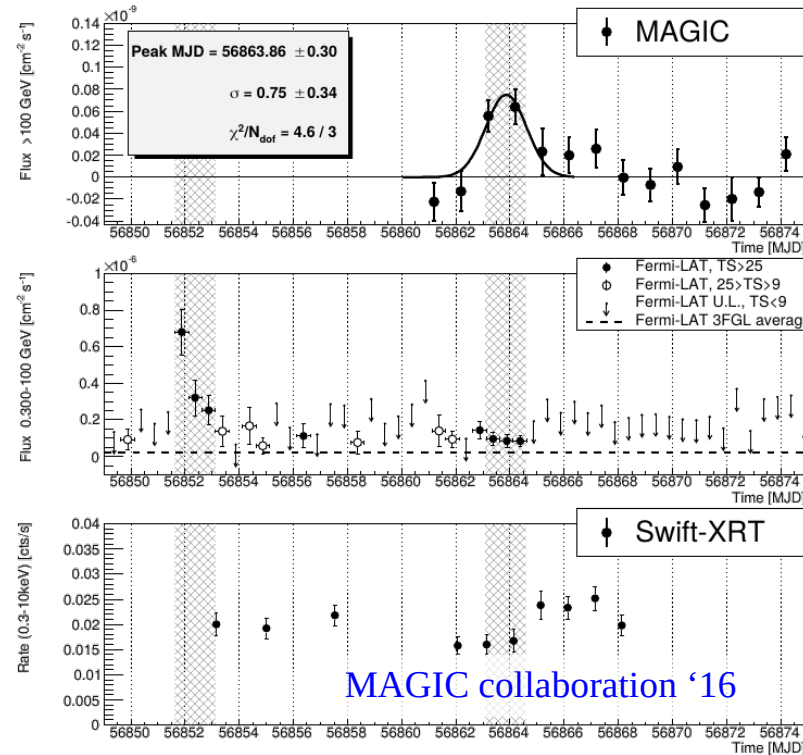 ×10⁻⁹
Flux >100 GeV [cm⁻² s⁻¹]
0.14
0.12
0.1
0.08
0.06
0.04
0.02
0
-0.02
-0.04
Peak MJD = 56863.86 ±0.30
σ = 0.75 ±0.34
χ²/N_dof = 4.6 / 3
MAGIC
56850 56852 56854 56856 56858 56860 56862 56864 56866 56868 56870 56872 56874
Time [MJD]
×10⁻⁶
Flux 0.300-100 GeV [cm⁻² s⁻¹]
1
0.8
0.6
0.4
0.2
0
Fermi-LAT, TS>25
Fermi-LAT, 25>TS>9
Fermi-LAT U.L., TS<9
Fermi-LAT 3FGL average
56850 56852 56854 56856 56858 56860 56862 56864 56866 56868 56870 56872 56874
Time [MJD]
Rate (0.3-10keV) [cts/s]
0.04
0.035
0.03
0.025
0.02
0.015
0.01
0.005
0
Swift-XRT
MAGIC collaboration ‘16
56850 56852 56854 56856 56858 56860 56862 56864 56866 56868 56870 56872 56874
Time [MJD]